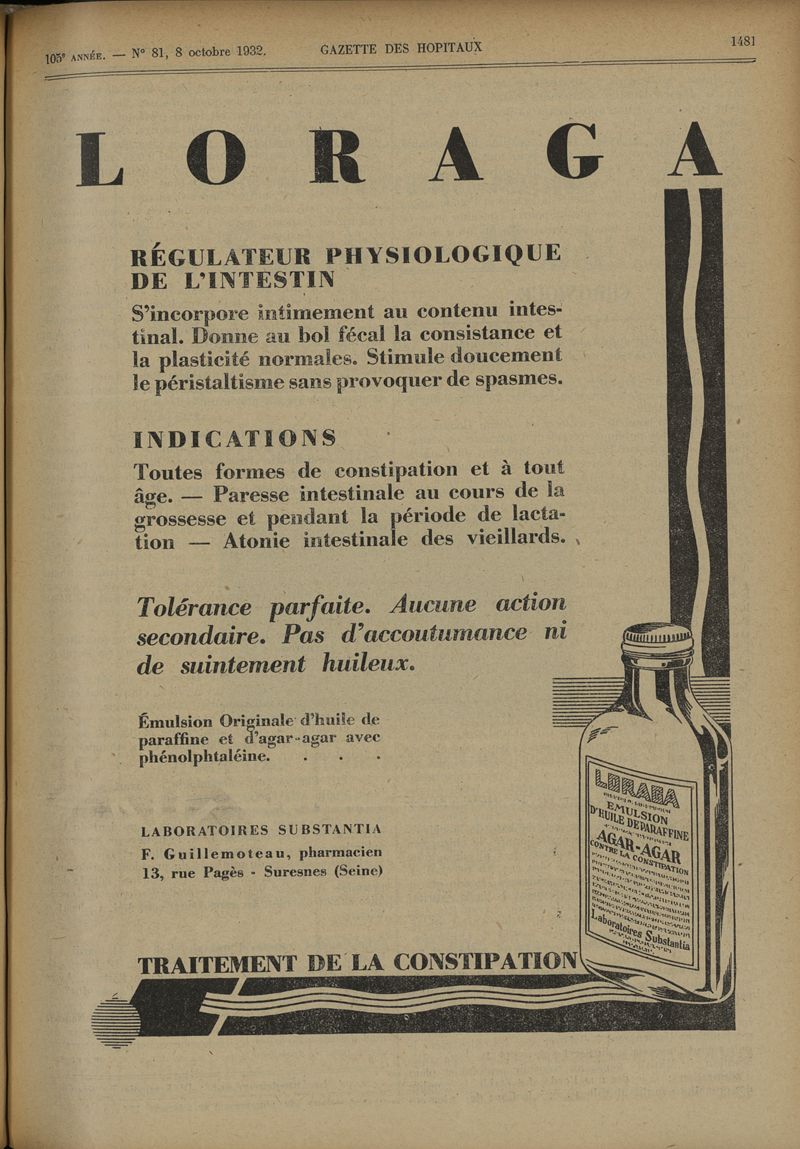 105e ANNÉE. — N° 81, 8 octobre 1932.
GAZETTE DES HOPITAUX
1481
LORAGA
RÉGULATEUR PHYSIOLOGIQUE
DE L'INTESTIN
S'incorpore intimement au contenu intes-
tinal. Donne au bol fécal la consistance et
la plasticité normales. Stimule doucement
le péristaltisme sans provoquer de spasmes.
INDICATIONS
Toutes formes de constipation et à tout
âge. — Paresse intestinale au cours de la
grossesse et pendant la période de lacta-
tion — Atonie intestinale des vieillards.
Tolérance parfaite. Aucune action
secondaire. Pas d'accoutumance ni
de suintement huileux.
Émulsion Originale d'huile de
paraffine et d'agar-agar avec
phénolphtaléine. . . .
LABORATOIRES SUBSTANTIA
F. Guillemoteau, pharmacien
13, rue Pagès - Suresnes (Seine)
LORAGA
EMULSION
D'HUILE DE PARAFFINE
AGAR-AGAR
CONTRE LA CONSTIPATION
Laboratoires Substantia
TRAITEMENT DE LA CONSTIPATION